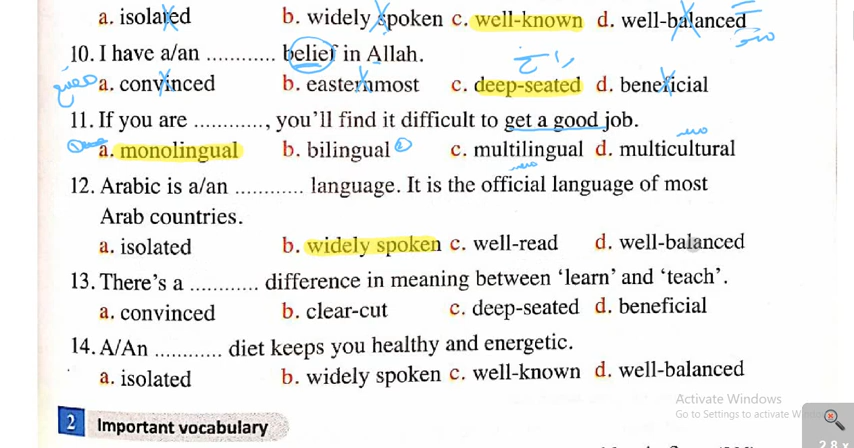 a. isolated b. widely spoken c. well-known d. well-balanced
10. I have a/an ............ belief in Allah.
a. convinced b. easternmost c. deep-seated d. beneficial
11. If you are ............, you'll find it difficult to get a good job.
a. monolingual b. bilingual c. multilingual d. multicultural
12. Arabic is a/an ............ language. It is the official language of most
Arab countries.
a. isolated b. widely spoken c. well-read d. well-balanced
13. There's a ............ difference in meaning between 'learn' and 'teach'.
a. convinced b. clear-cut c. deep-seated d. beneficial
14. A/An ............ diet keeps you healthy and energetic.
a. isolated b. widely spoken c. well-known d. well-balanced
2 Important vocabulary
Activate Windows
Go to Settings to activate
2.8 x